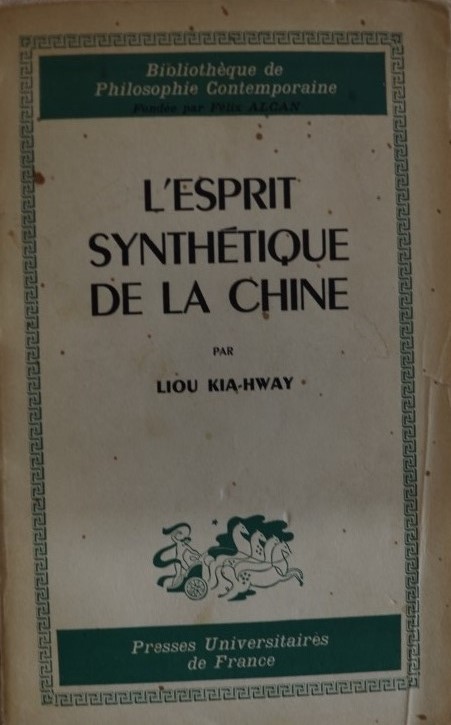 Bibliothèque de
Philosophie Contemporaine
Fondée par Félix ALCAN
L'ESPRIT
SYNTHÉTIQUE
DE LA CHINE
PAR
LIOU KIA-HWAY
Presses Universitaires
de France